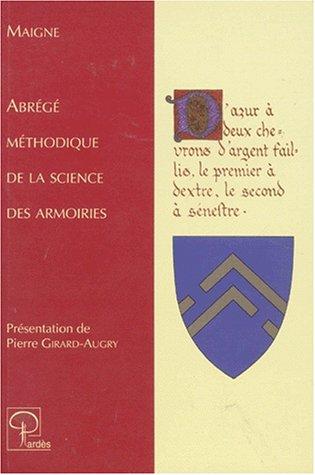 MAIGNE
ABRÉGÉ
MÉTHODIQUE
DE LA SCIENCE
DES ARMOIRIES
Présentation de
Pierre GIRARD-AUGRY
Pardès
D'azur à
deux che-
vrons d'argent fail-
lis, le premier à
dextre, le second
à sénestre.